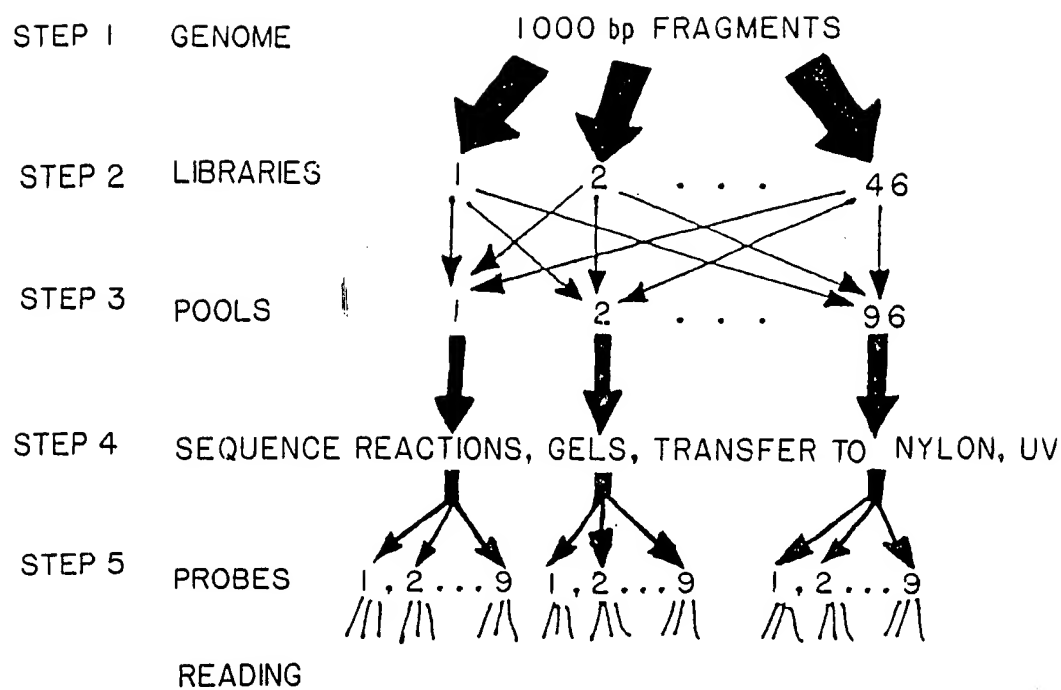 STEP 1 GENOME 1000 bp FRAGMENTS
STEP 2 LIBRARIES 1 2 . . . 46
STEP 3 POOLS 1 2 . . . 96
STEP 4 SEQUENCE REACTIONS, GELS, TRANSFER TO NYLON, UV
STEP 5 PROBES 1,2...9 1,2...9 1,2...9
READING